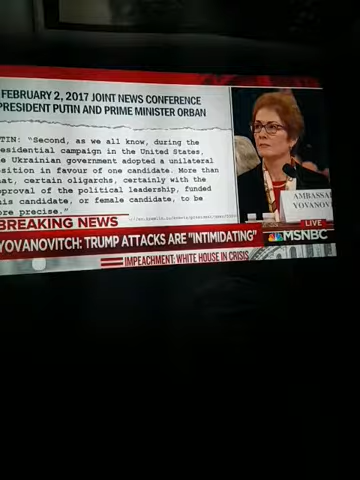 FEBRUARY 2, 2017 JOINT NEWS CONFERENCE
PRESIDENT PUTIN AND PRIME MINISTER ORBAN
TIN: "Second, as we all know, during the
esidential campaign in the United States,
e Ukrainian government adopted a unilateral
sition in favour of one candidate. More than
at, certain oligarchs, certainly with the
proval of the political leadership, funded
is candidate, or female candidate, to be
ore precise."
BREAKING NEWS
YOVANOVITCH: TRUMP ATTACKS ARE "INTIMIDATING"
IMPEACHMENT: WHITE HOUSE IN CRISIS
AMBASSA
YOVANOV
LIVE
MSNBC